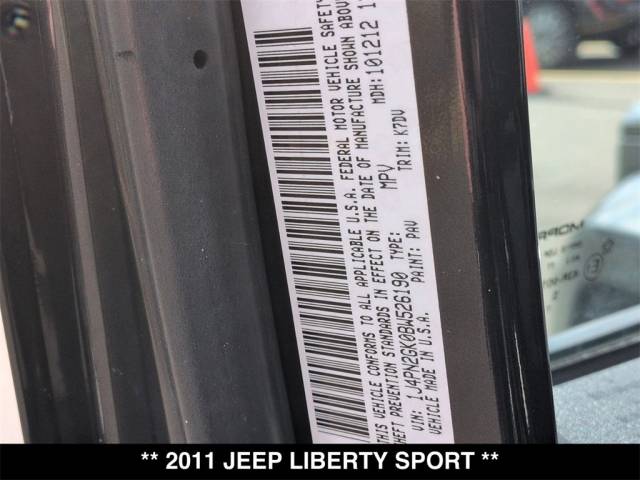 THIS VEHICLE CONFORMS TO ALL APPLICABLE U.S.A. FEDERAL MOTOR VEHICLE SAFETY
THEFT PREVENTION STANDARDS IN EFFECT ON THE DATE OF MANUFACTURE SHOWN ABOV
VIN: 1J4PN2GK0BW526190 TYPE: MPV MDH:101212 1
VEHICLE MADE IN U.S.A. PAINT: PAV TRIM: K7DV
** 2011 JEEP LIBERTY SPORT **